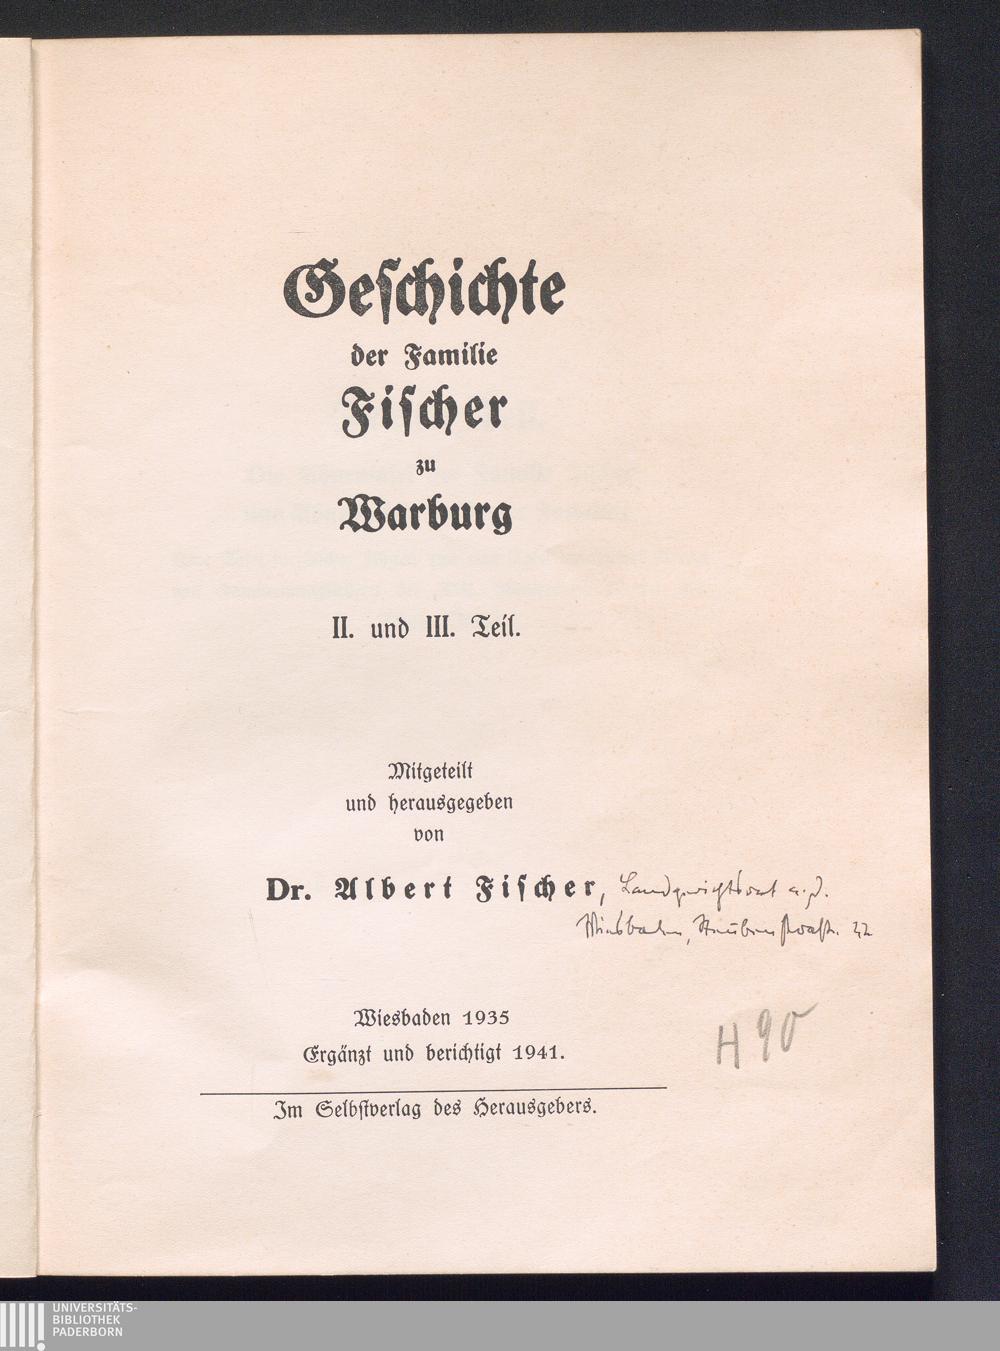 Geschichte
der Familie
Fischer
zu
Warburg
II. und III. Teil.
Mitgeteilt
und herausgegeben
von
Dr. Albert Fischer, Landgerichtsrat a. D.
Wiesbaden, 22
Wiesbaden 1935
Ergänzt und berichtigt 1941.
H 90
Im Selbstverlag des Herausgebers.
UNIVERSITÄTS-
BIBLIOTHEK
PADERBORN